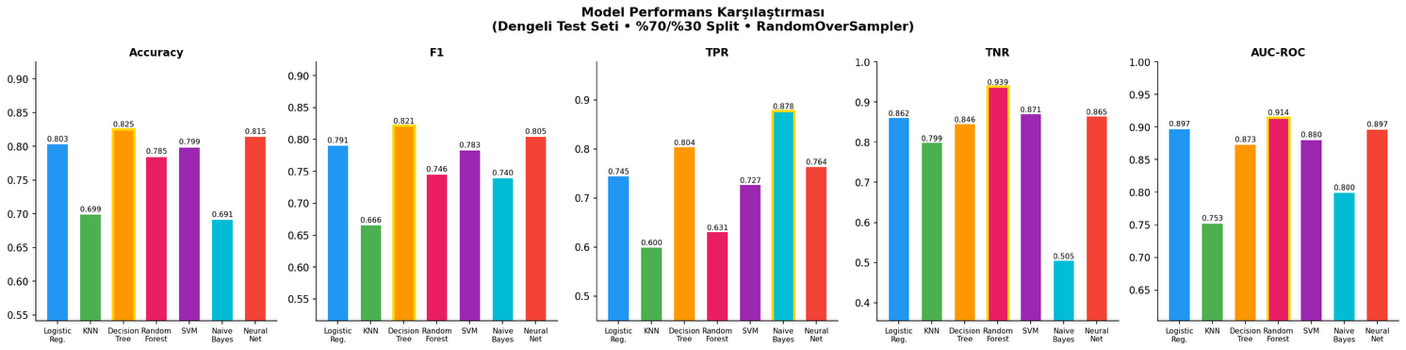 Model Performans Karşılaştırması
(Dengeli Test Seti • %70/%30 Split • RandomOverSampler)
Accuracy
0.90
0.85
0.80
0.75
0.70
0.65
0.60
0.55
0.803
0.699
0.825
0.785
0.799
0.691
0.815
Logistic
Reg.
KNN
Decision
Tree
Random
Forest
SVM
Naive
Bayes
Neural
Net
F1
0.90
0.85
0.80
0.75
0.70
0.65
0.60
0.55
0.791
0.666
0.821
0.746
0.783
0.740
0.805
Logistic
Reg.
KNN
Decision
Tree
Random
Forest
SVM
Naive
Bayes
Neural
Net
TPR
0.9
0.8
0.7
0.6
0.5
0.745
0.600
0.804
0.631
0.727
0.878
0.764
Logistic
Reg.
KNN
Decision
Tree
Random
Forest
SVM
Naive
Bayes
Neural
Net
TNR
1.0
0.9
0.8
0.7
0.6
0.5
0.4
0.862
0.799
0.846
0.939
0.871
0.505
0.865
Logistic
Reg.
KNN
Decision
Tree
Random
Forest
SVM
Naive
Bayes
Neural
Net
AUC-ROC
1.00
0.95
0.90
0.85
0.80
0.75
0.70
0.65
0.897
0.753
0.873
0.914
0.880
0.800
0.897
Logistic
Reg.
KNN
Decision
Tree
Random
Forest
SVM
Naive
Bayes
Neural
Net